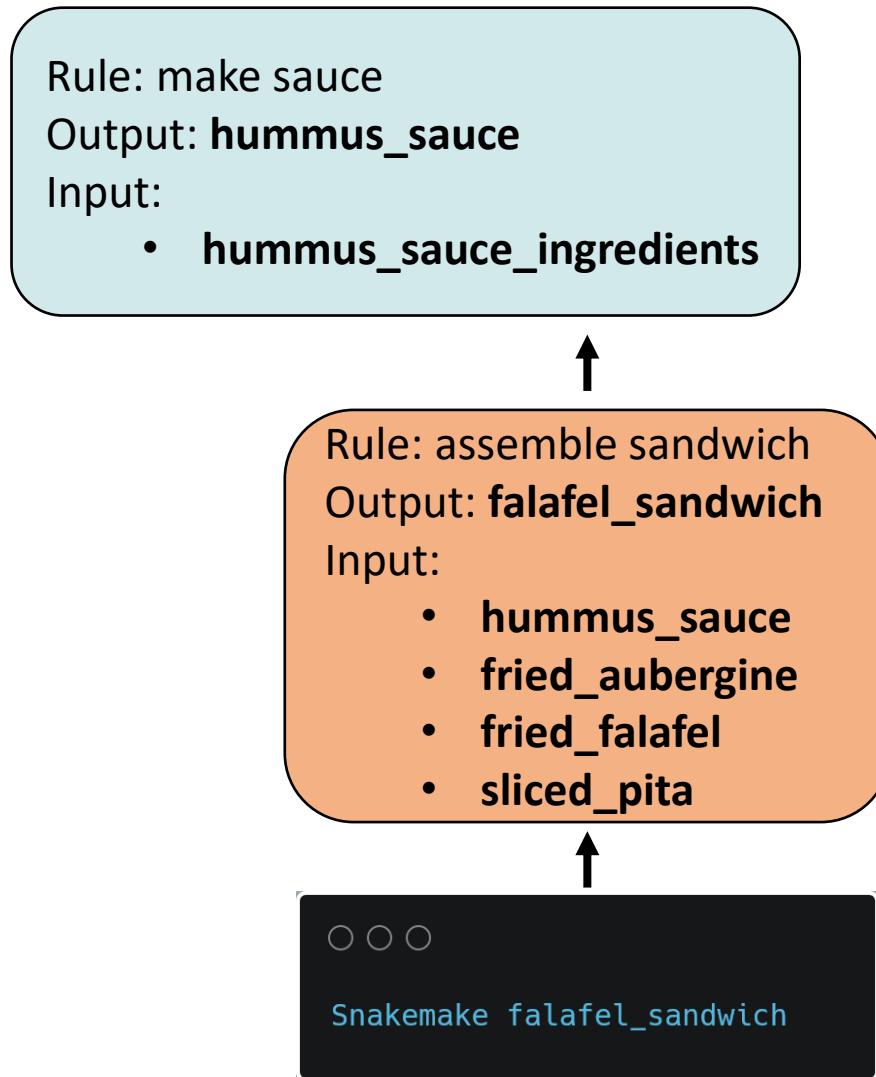 Rule: make sauce
Output: hummus_sauce
Input:
• hummus_sauce_ingredients
Rule: assemble sandwich
Output: falafel_sandwich
Input:
• hummus_sauce
• fried_aubergine
• fried_falafel
• sliced_pita
Snakemake falafel_sandwich